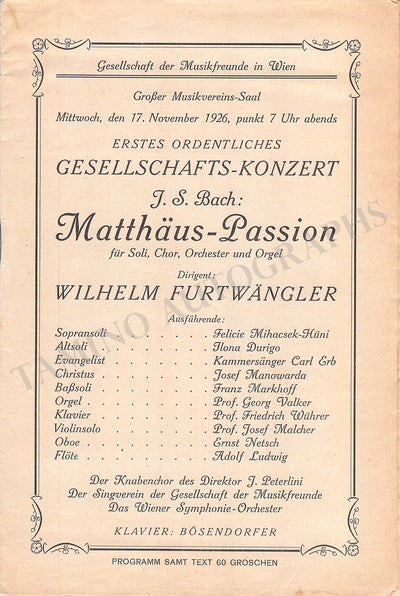 Gesellschaft der Musikfreunde in Wien
Großer Musikvereins-Saal
Mittwoch, den 17. November 1926, punkt 7 Uhr abends
ERSTES ORDENTLICHES
GESELLSCHAFTS-KONZERT
J. S. Bach:
Matthäus-Passion
für Soli, Chor, Orchester und Orgel
Dirigent:
WILHELM FURTWÄNGLER
Ausführende:
Sopransoli . . . . . . . Felicie Mihacsek-Hüni
Altsoli . . . . . . . Ilona Durigo
Evangelist . . . . . . . Kammersänger Carl Erb
Christus . . . . . . . Josef Manowarda
Baßsoli . . . . . . . Franz Markhoff
Orgel . . . . . . . Prof. Georg Valker
Klavier . . . . . . . Prof. Friedrich Wührer
Violinsolo . . . . . . . Prof. Josef Malcher
Oboe . . . . . . . Ernst Netsch
Flöte . . . . . . . Adolf Ludwig
Der Knabenchor des Direktor J. Peterlini
Der Singverein der Gesellschaft der Musikfreunde
Das Wiener Symphonie-Orchester
KLAVIER: BÖSENDORFER
PROGRAMM SAMT TEXT 60 GROSCHEN
TAMINO AUTOGRAPHS